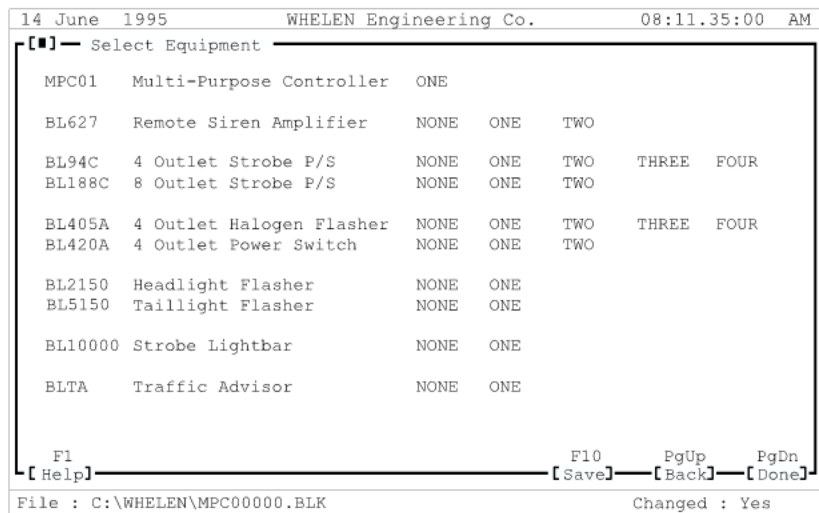 14 June 1995 WHELEN Engineering Co. 08:11.35:00 AM
[■] Select Equipment
MPC01 Multi-Purpose Controller ONE
BL627 Remote Siren Amplifier NONE ONE TWO
BL94C 4 Outlet Strobe P/S NONE ONE TWO THREE FOUR
BL188C 8 Outlet Strobe P/S NONE ONE TWO
BL405A 4 Outlet Halogen Flasher NONE ONE TWO THREE FOUR
BL420A 4 Outlet Power Switch NONE ONE TWO
BL2150 Headlight Flasher NONE ONE
BL5150 Taillight Flasher NONE ONE
BL10000 Strobe Lightbar NONE ONE
BLTA Traffic Advisor NONE ONE
F1 F10 PgUp PgDn
[Help] [Save] [Back] [Done]
File : C:\WHELEN\MPC00000.BLK Changed : Yes